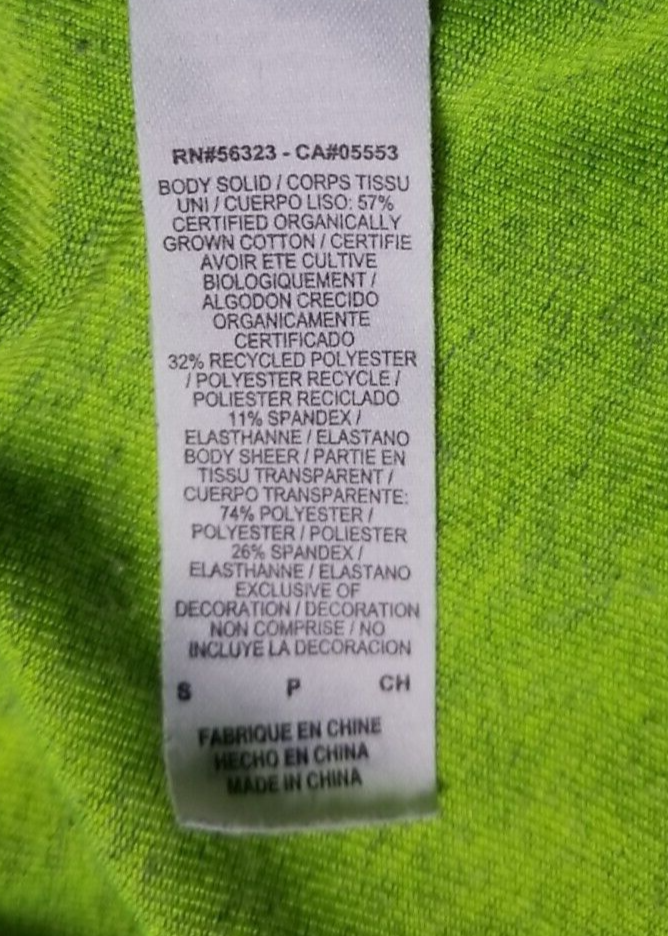 RN#56323 - CA#05553
BODY SOLID / CORPS TISSU
UNI / CUERPO LISO: 57%
CERTIFIED ORGANICALLY
GROWN COTTON / CERTIFIE
AVOIR ETE CULTIVE
BIOLOGIQUEMENT /
ALGODON CRECIDO
ORGANICAMENTE
CERTIFICADO
32% RECYCLED POLYESTER
/ POLYESTER RECYCLE /
POLIESTER RECICLADO
11% SPANDEX /
ELASTHANNE / ELASTANO
BODY SHEER / PARTIE EN
TISSU TRANSPARENT /
CUERPO TRANSPARENTE:
74% POLYESTER /
POLYESTER / POLIESTER
26% SPANDEX /
ELASTHANNE / ELASTANO
EXCLUSIVE OF
DECORATION / DECORATION
NON COMPRISE / NO
INCLUYE LA DECORACION
S P CH
FABRIQUE EN CHINE
HECHO EN CHINA
MADE IN CHINA